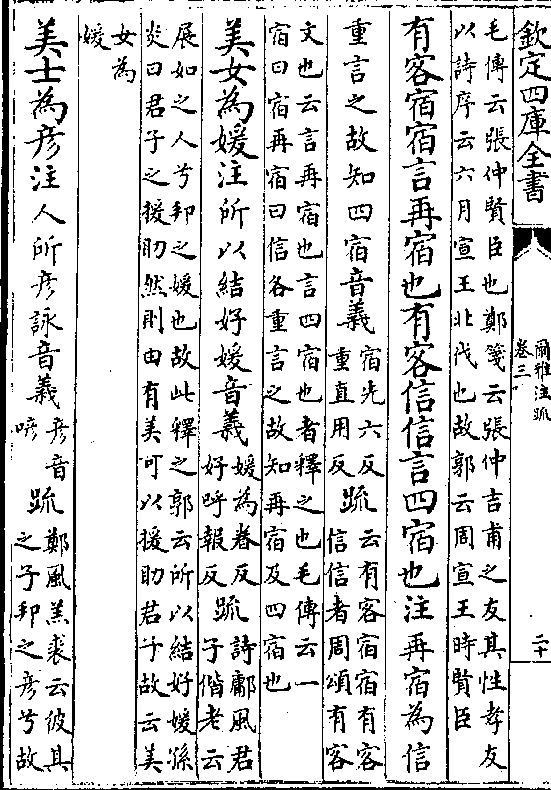 欽定四庫全書
爾雅注疏
卷三
二十
毛傳云張仲賢臣也鄭箋云張仲吉甫之友其性孝友
以詩序云六月宣王北伐也故郭云周宣王時賢臣
有客宿宿言再宿也有客信信言四宿也注再宿為信
重言之故知四宿音義
宿先六反
重直用反
疏
云有客宿宿有客
信信者周頌有客
文也云言再宿也言四宿也者釋之也毛傳云一
宿曰宿再宿曰信各重言之故知再宿及四宿也
美女為媛注所以結好媛音義
媛為眷反
好呼報反
疏
詩鄘風君
子偕老云
展如之人兮邦之媛也故此釋之郭云所以結好媛孫
炎曰君子之援助然則由有美可以援助君子故云美
女為
媛
美士為彦注人所彦詠音義
彦音
喭
疏
鄭風羔裘云彼其
之子邦之彦兮故